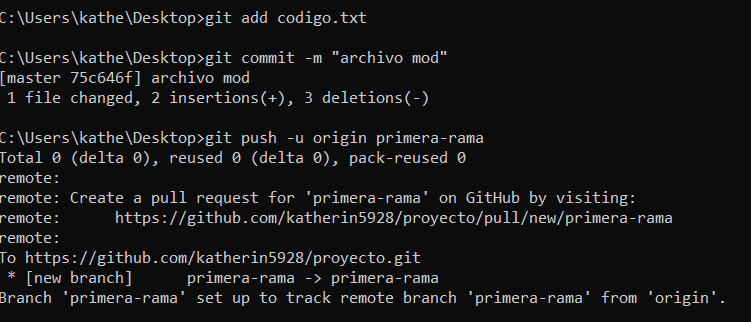 C:\Users\kathe\Desktop>git add codigo.txt
C:\Users\kathe\Desktop>git commit -m "archivo mod"
[master 75c646f] archivo mod
 1 file changed, 2 insertions(+), 3 deletions(-)
C:\Users\kathe\Desktop>git push -u origin primera-rama
Total 0 (delta 0), reused 0 (delta 0), pack-reused 0
remote:
remote: Create a pull request for 'primera-rama' on GitHub by visiting:
remote:      https://github.com/katherin5928/proyecto/pull/new/primera-rama
remote:
To https://github.com/katherin5928/proyecto.git
 * [new branch]      primera-rama -> primera-rama
Branch 'primera-rama' set up to track remote branch 'primera-rama' from 'origin'.